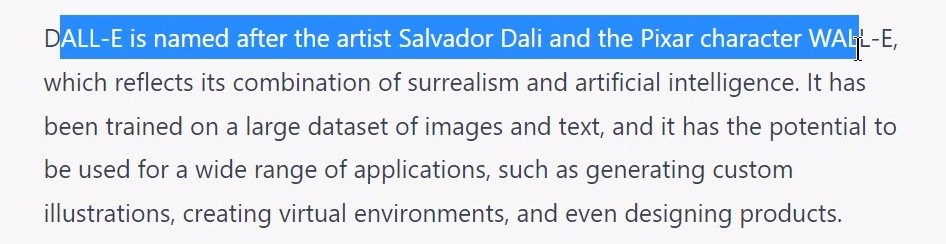 DALL-E is named after the artist Salvador Dali and the Pixar character WALL-E,
which reflects its combination of surrealism and artificial intelligence. It has
been trained on a large dataset of images and text, and it has the potential to
be used for a wide range of applications, such as generating custom
illustrations, creating virtual environments, and even designing products.